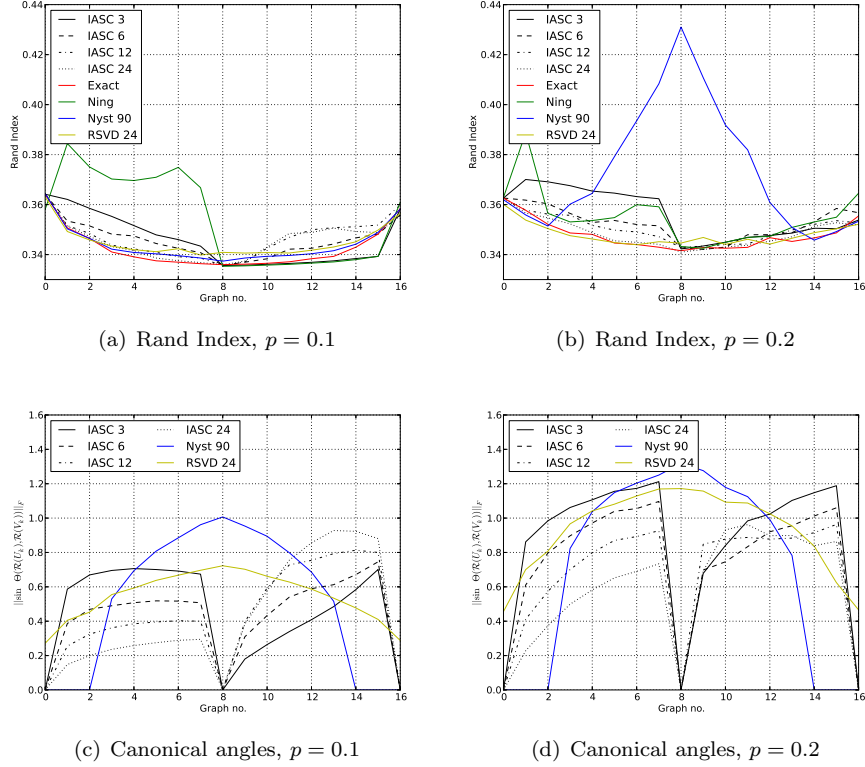 0.44
0.42
0.40
0.38
0.36
0.34
Rand Index
IASC 3
IASC 6
IASC 12
IASC 24
Exact
Ning
Nyst 90
RSVD 24
0 2 4 6 8 10 12 14 16
Graph no.
(a) Rand Index, p = 0.1
0.44
0.42
0.40
0.38
0.36
0.34
Rand Index
IASC 3
IASC 6
IASC 12
IASC 24
Exact
Ning
Nyst 90
RSVD 24
0 2 4 6 8 10 12 14 16
Graph no.
(b) Rand Index, p = 0.2
1.6
1.4
1.2
1.0
0.8
0.6
0.4
0.2
0.0
||sin Θ(R(U_k),R(V_k))||_F
IASC 3 IASC 24
IASC 6 Nyst 90
IASC 12 RSVD 24
0 2 4 6 8 10 12 14 16
Graph no.
(c) Canonical angles, p = 0.1
1.6
1.4
1.2
1.0
0.8
0.6
0.4
0.2
0.0
||sin Θ(R(U_k),R(V_k))||_F
IASC 3 IASC 24
IASC 6 Nyst 90
IASC 12 RSVD 24
0 2 4 6 8 10 12 14 16
Graph no.
(d) Canonical angles, p = 0.2